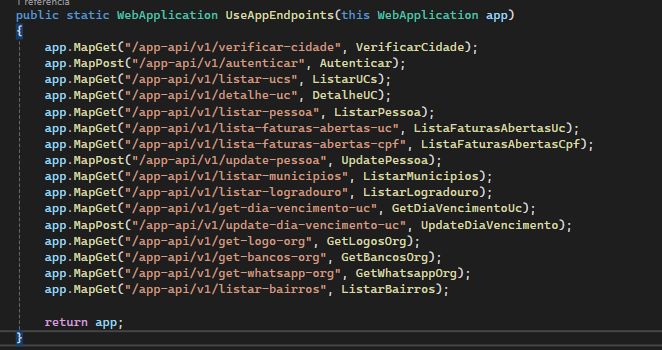 1 referência
public static WebApplication UseAppEndpoints(this WebApplication app)
{
app.MapGet("/app-api/v1/verificar-cidade", VerificarCidade);
app.MapPost("/app-api/v1/autenticar", Autenticar);
app.MapGet("/app-api/v1/listar-ucs", ListarUCs);
app.MapGet("/app-api/v1/detalhe-uc", DetalheUC);
app.MapGet("/app-api/v1/listar-pessoa", ListarPessoa);
app.MapGet("/app-api/v1/lista-faturas-abertas-uc", ListaFaturasAbertasUc);
app.MapGet("/app-api/v1/lista-faturas-abertas-cpf", ListaFaturasAbertasCpf);
app.MapPost("/app-api/v1/update-pessoa", UpdatePessoa);
app.MapGet("/app-api/v1/listar-municipios", ListarMunicipios);
app.MapGet("/app-api/v1/listar-logradouro", ListarLogradouro);
app.MapGet("/app-api/v1/get-dia-vencimento-uc", GetDiaVencimentoUc);
app.MapPost("/app-api/v1/update-dia-vencimento-uc", UpdateDiaVencimento);
app.MapGet("/app-api/v1/get-logo-org", GetLogosOrg);
app.MapGet("/app-api/v1/get-bancos-org", GetBancosOrg);
app.MapGet("/app-api/v1/get-whatsapp-org", GetWhatsappOrg);
app.MapGet("/app-api/v1/listar-bairros", ListarBairros);
return app;
}